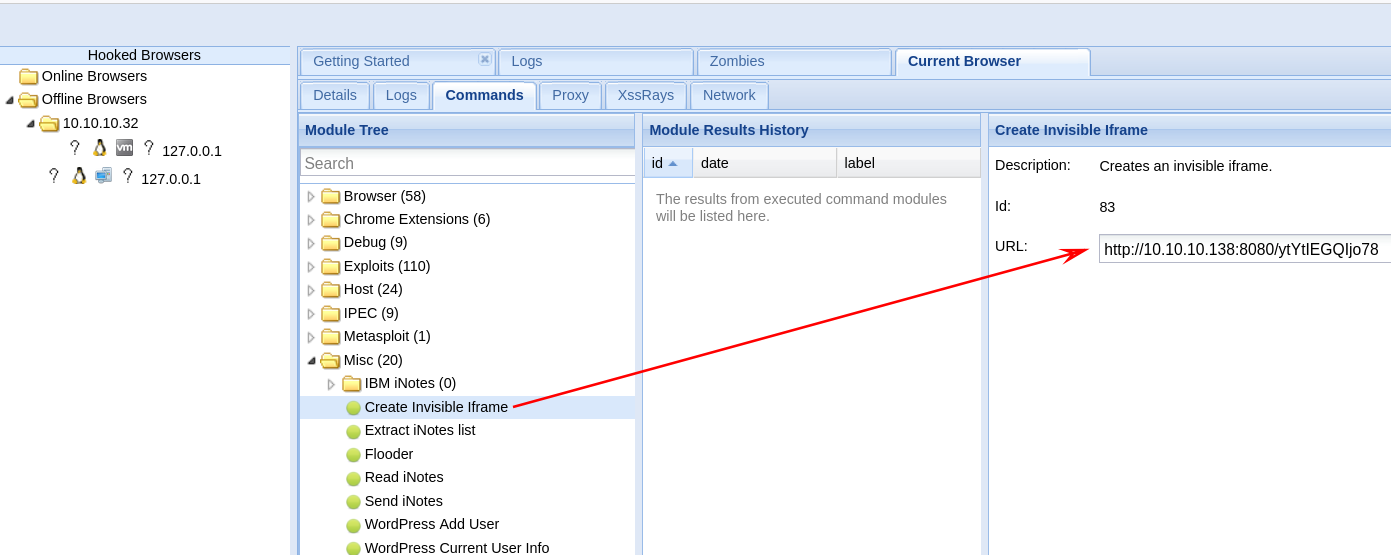 Hooked Browsers
Online Browsers
Offline Browsers
10.10.10.32
? vm ? 127.0.0.1
? ? 127.0.0.1
Getting Started
Logs
Zombies
Current Browser
Details
Logs
Commands
Proxy
XssRays
Network
Module Tree
Search
Browser (58)
Chrome Extensions (6)
Debug (9)
Exploits (110)
Host (24)
IPEC (9)
Metasploit (1)
Misc (20)
IBM iNotes (0)
Create Invisible Iframe
Extract iNotes list
Flooder
Read iNotes
Send iNotes
WordPress Add User
WordPress Current User Info
Module Results History
id
date
label
The results from executed command modules
will be listed here.
Create Invisible Iframe
Description: Creates an invisible iframe.
Id: 83
URL: http://10.10.10.138:8080/ytYtIEGQIjo78